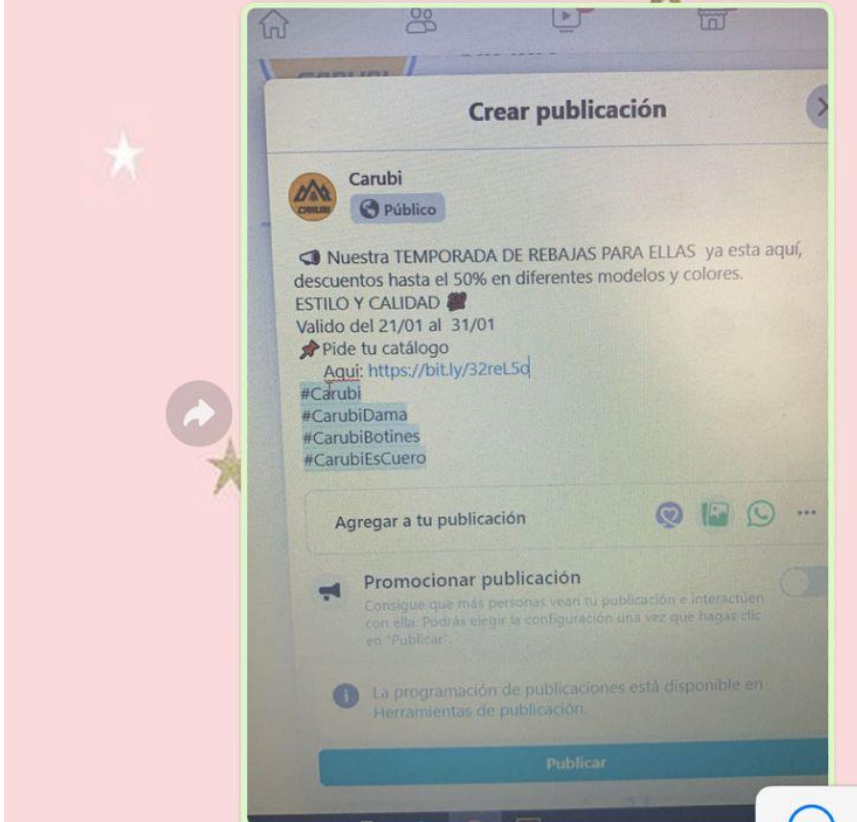 CARUBI
Crear publicación
Carubi
CARUBI
Público
Nuestra TEMPORADA DE REBAJAS PARA ELLAS ya esta aquí,
descuentos hasta el 50% en diferentes modelos y colores.
ESTILO Y CALIDAD
Valido del 21/01 al 31/01
Pide tu catálogo
Aqui: https://bit.ly/32reL5d
#Carubi
#CarubiDama
#CarubiBotines
#CarubiEsCuero
Agregar a tu publicación
Promocionar publicación
Consigue que más personas vean tu publicación e interactúen
con ella. Podrás elegir la configuración una vez que hagas clic
en "Publicar".
La programación de publicaciones está disponible en
Herramientas de publicación.
Publicar